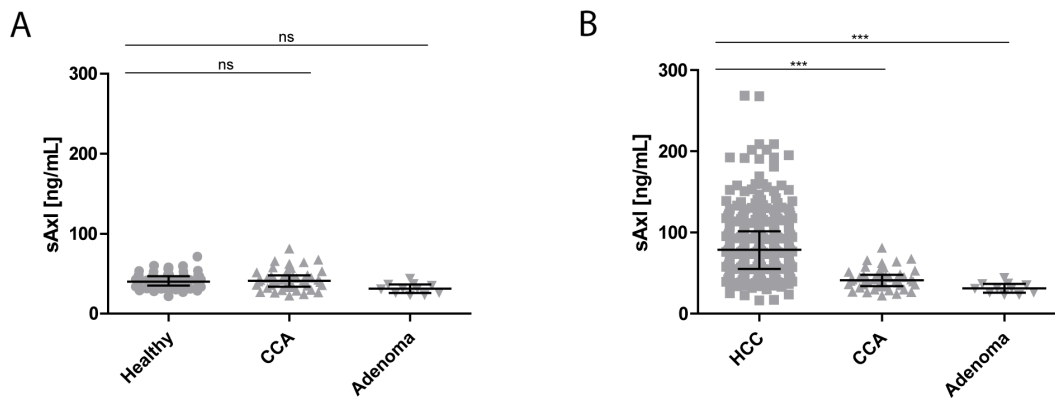 A
ns
ns
sAxl [ng/mL]
300
200
100
0
Healthy
CCA
Adenoma
B
***
***
sAxl [ng/mL]
300
200
100
0
HCC
CCA
Adenoma